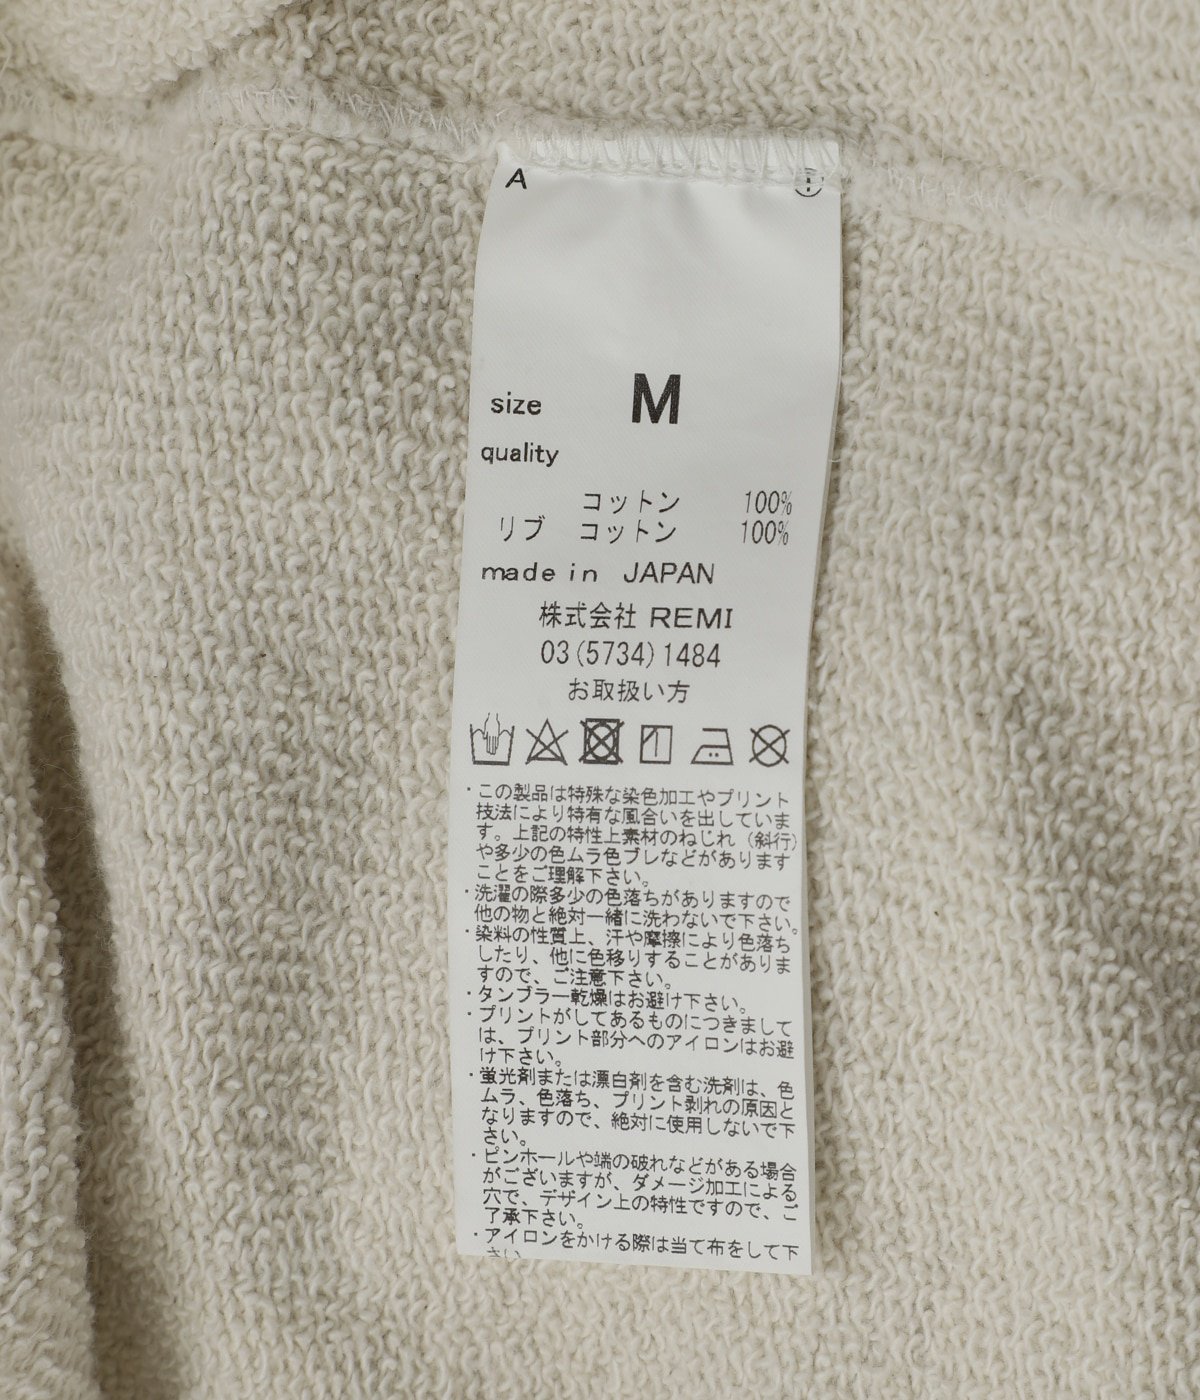 A
size M
quality
コットン 100%
リブ コットン 100%
made in JAPAN
株式会社 REMI
03(5734)1484
お取扱い方
・この製品は特殊な染色加工やプリント
技法により特有な風合いを出していま
す。上記の特性上素材のねじれ（斜行）
や多少の色ムラ色ブレなどがあります
ことをご理解下さい。
・洗濯の際多少の色落ちがありますので
他の物と絶対一緒に洗わないで下さい。
・染料の性質上、汗や摩擦により色落ち
したり、他に色移りすることがありま
すので、ご注意下さい。
・タンブラー乾燥はお避け下さい。
・プリントがしてあるものにつきまして
は、プリント部分へのアイロンはお避
け下さい。
・蛍光剤または漂白剤を含む洗剤は、色
ムラ、色落ち、プリント剥れの原因と
なりますので、絶対に使用しないで下
さい。
・ピンホールや端の破れなどがある場合
がございますが、ダメージ加工による
穴で、デザイン上の特性ですので、ご
了承下さい。
・アイロンをかける際は当て布をして下
さい